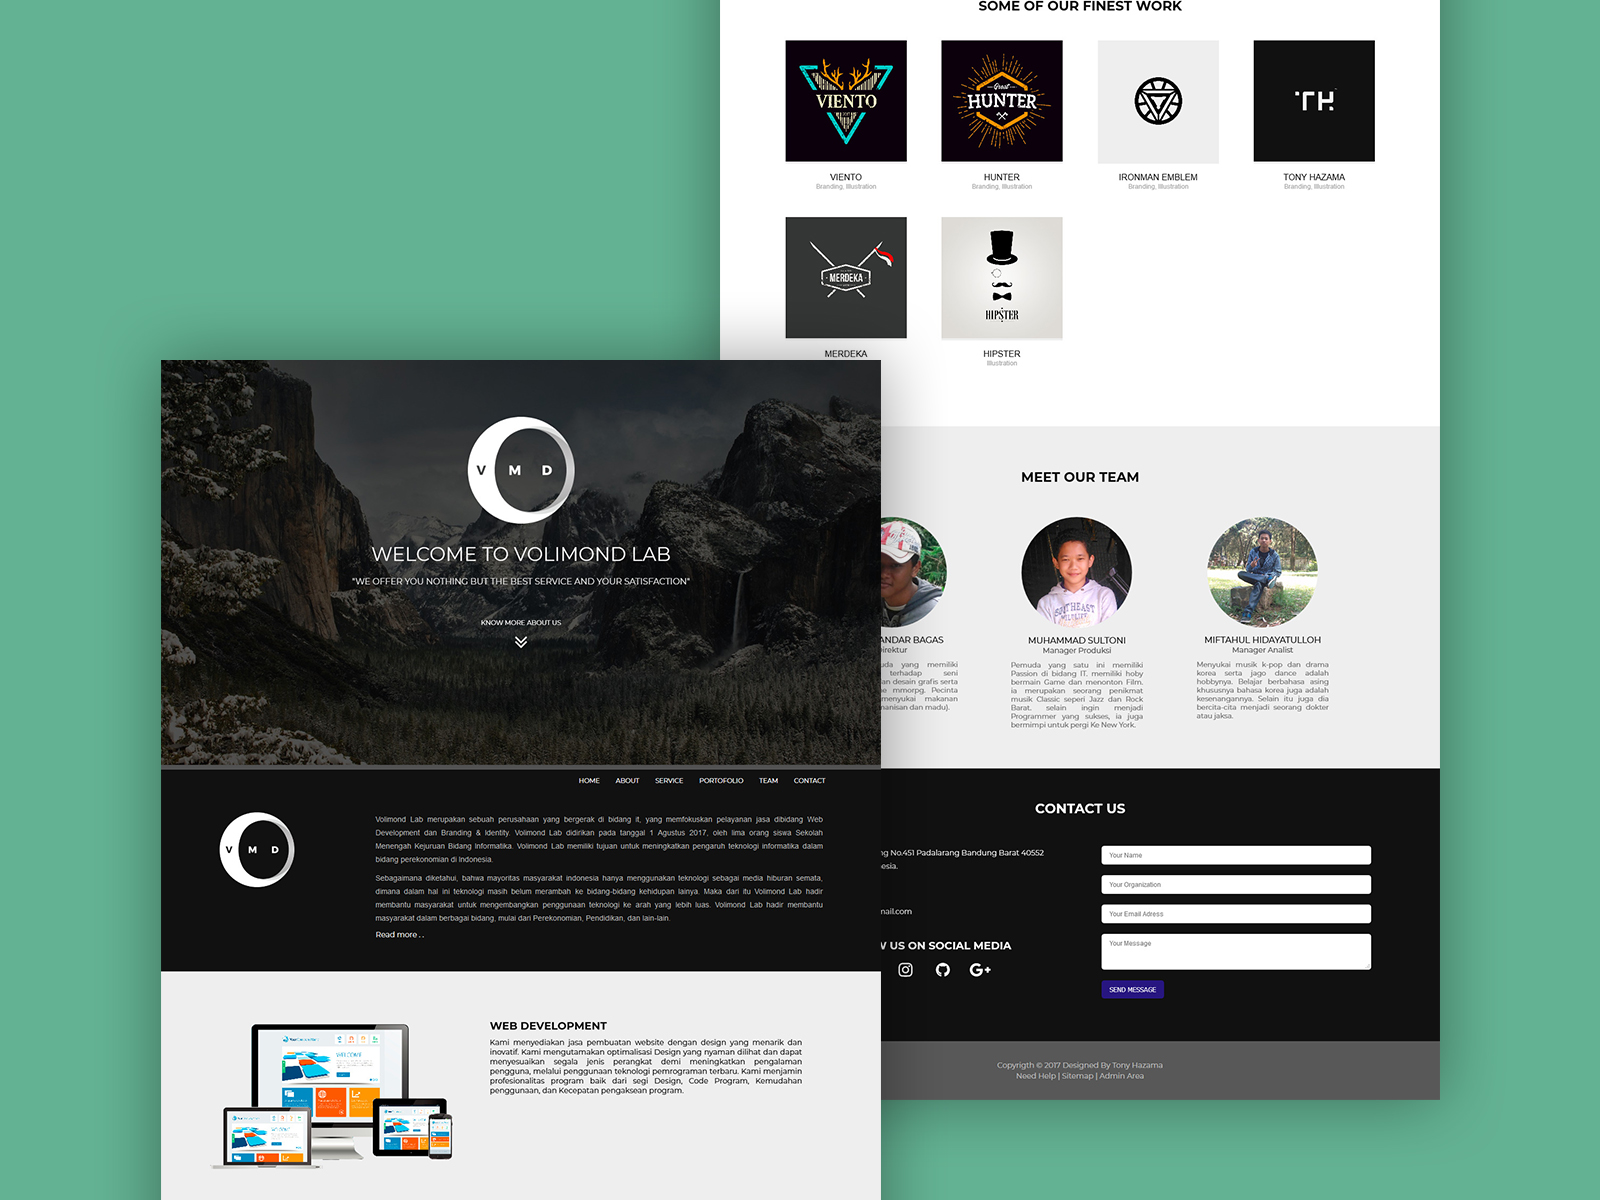 SOME OF OUR FINEST WORK
VIENTO
Great
HUNTER
TH
VIENTO
Branding, Illustration
HUNTER
Branding, Illustration
IRONMAN EMBLEM
Branding, Illustration
TONY HAZAMA
Branding, Illustration
MERDEKA
HIPSTER
MERDEKA
HIPSTER
Illustration
V M D
WELCOME TO VOLIMOND LAB
"WE OFFER YOU NOTHING BUT THE BEST SERVICE AND YOUR SATISFACTION"
KNOW MORE ABOUT US
HOME ABOUT SERVICE PORTOFOLIO TEAM CONTACT
V M D
Volimond Lab merupakan sebuah perusahaan yang bergerak di bidang it, yang memfokuskan pelayanan jasa dibidang Web
Development dan Branding & Identity. Volimond Lab didirikan pada tanggal 1 Agustus 2017, oleh lima orang siswa Sekolah
Menengah Kejuruan Bidang Informatika. Volimond Lab memiliki tujuan untuk meningkatkan pengaruh teknologi informatika dalam
bidang perekonomian di Indonesia.
Sebagaimana diketahui, bahwa mayoritas masyarakat indonesia hanya menggunakan teknologi sebagai media hiburan semata,
dimana dalam hal ini teknologi masih belum merambah ke bidang-bidang kehidupan lainya. Maka dari itu Volimond Lab hadir
membantu masyarakat untuk mengembangkan penggunaan teknologi ke arah yang lebih luas. Volimond Lab hadir membantu
masyarakat dalam berbagai bidang, mulai dari Perekonomian, Pendidikan, dan lain-lain.
Read more . .
WEB DEVELOPMENT
Kami menyediakan jasa pembuatan website dengan design yang menarik dan
inovatif. Kami mengutamakan optimalisasi Design yang nyaman dilihat dan dapat
menyesuaikan segala jenis perangkat demi meningkatkan pengalaman
pengguna, melalui penggunaan teknologi pemrograman terbaru. Kami menjamin
profesionalitas program baik dari segi Design, Code Program, Kemudahan
penggunaan, dan Kecepatan pengaksean program.
WELCOME
MEET OUR TEAM
SOUTHEAST
ANDAR BAGAS
irektur
uda yang memiliki
terhadap seni
an desain grafis serta
e mmorpg. Pecinta
menyukai makanan
manisan dan madu).
MUHAMMAD SULTONI
Manager Produksi
Pemuda yang satu ini memiliki
Passion di bidang IT. memiliki hoby
bermain Game dan menonton Film.
ia merupakan seorang penikmat
musik Classic seperi Jazz dan Rock
Barat. selain ingin menjadi
Programmer yang sukses, ia juga
bermimpi untuk pergi Ke New York.
MIFTAHUL HIDAYATULLOH
Manager Analist
Menyukai musik k-pop dan drama
korea serta jago dance adalah
hobbynya. Belajar berbahasa asing
khususnya bahasa korea juga adalah
kesenangannya. Selain itu juga dia
bercita-cita menjadi seorang dokter
atau jaksa.
CONTACT US
ng No.451 Padalarang Bandung Barat 40552
esia.
mail.com
W US ON SOCIAL MEDIA
G+
Your Name
Your Organization
Your Email Adress
Your Message
SEND MESSAGE
Copyrigth © 2017 Designed By Tony Hazama
Need Help | Sitemap | Admin Area